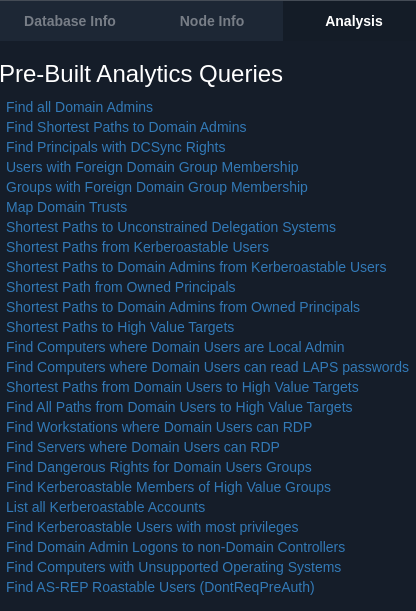 Database Info Node Info Analysis
Pre-Built Analytics Queries
Find all Domain Admins
Find Shortest Paths to Domain Admins
Find Principals with DCSync Rights
Users with Foreign Domain Group Membership
Groups with Foreign Domain Group Membership
Map Domain Trusts
Shortest Paths to Unconstrained Delegation Systems
Shortest Paths from Kerberoastable Users
Shortest Paths to Domain Admins from Kerberoastable Users
Shortest Path from Owned Principals
Shortest Paths to Domain Admins from Owned Principals
Shortest Paths to High Value Targets
Find Computers where Domain Users are Local Admin
Find Computers where Domain Users can read LAPS passwords
Shortest Paths from Domain Users to High Value Targets
Find All Paths from Domain Users to High Value Targets
Find Workstations where Domain Users can RDP
Find Servers where Domain Users can RDP
Find Dangerous Rights for Domain Users Groups
Find Kerberoastable Members of High Value Groups
List all Kerberoastable Accounts
Find Kerberoastable Users with most privileges
Find Domain Admin Logons to non-Domain Controllers
Find Computers with Unsupported Operating Systems
Find AS-REP Roastable Users (DontReqPreAuth)